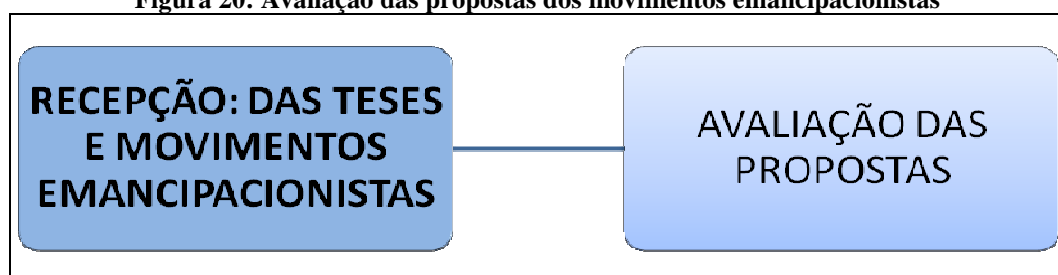 Figura 20: Avaliação das propostas dos movimentos emancipacionistas
RECEPÇÃO: DAS TESES
E MOVIMENTOS
EMANCIPACIONISTAS
AVALIAÇÃO DAS
PROPOSTAS